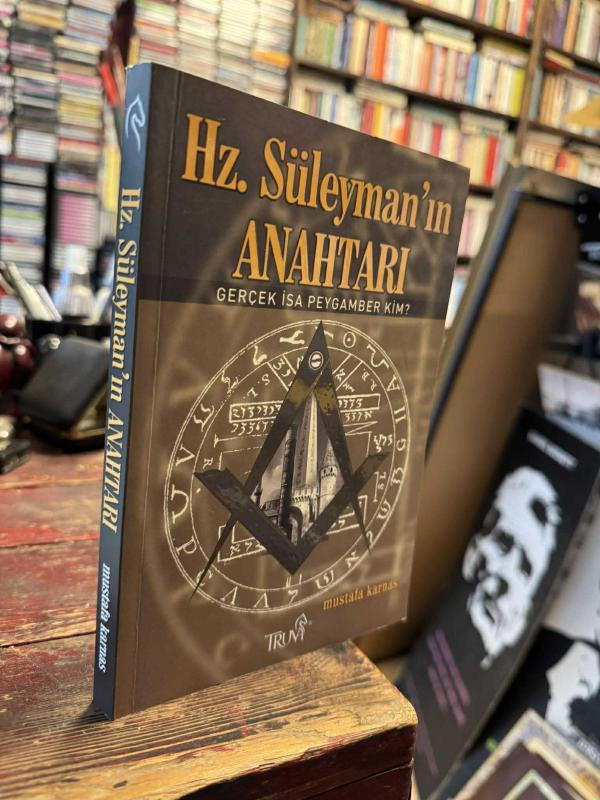 Hz. Süleyman'ın
ANAHTARI
GERÇEK İSA PEYGAMBER KİM?
mustafa karnas
TRUVA
Hz. Süleyman'ın ANAHTARI
mustafa karnas